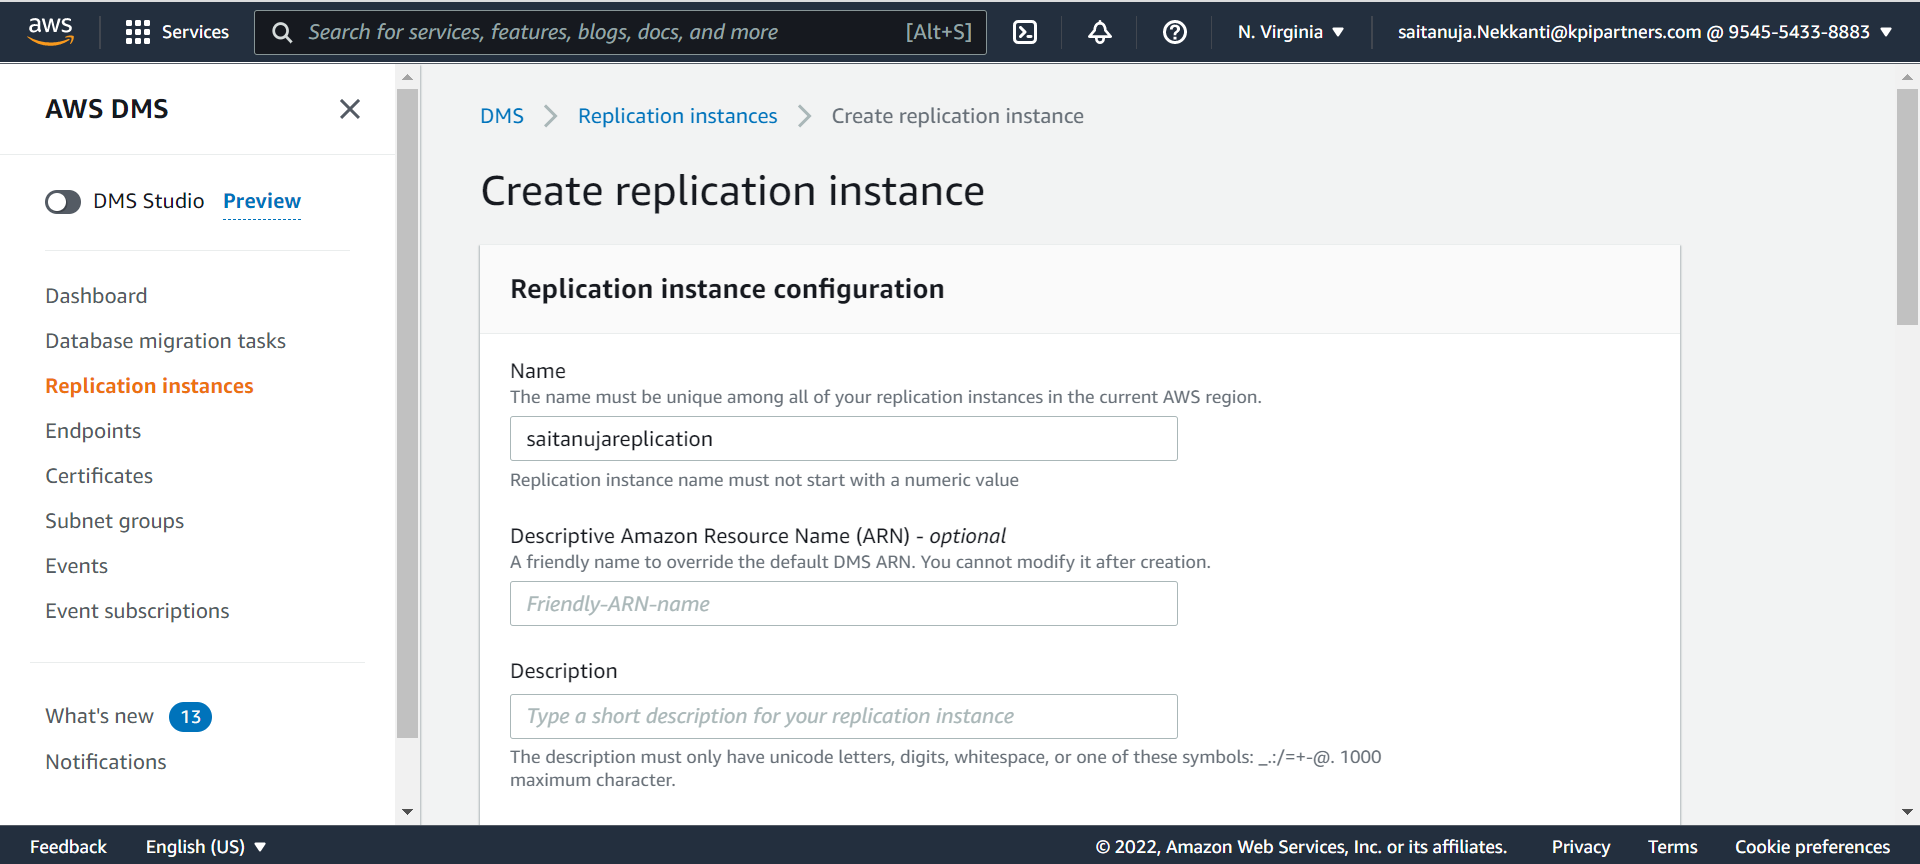 aws
Services
Search for services, features, blogs, docs, and more [Alt+S]
N. Virginia ▼
saitanuja.Nekkanti@kpipartners.com @ 9545-5433-8883 ▼
AWS DMS
DMS Studio Preview
Dashboard
Database migration tasks
Replication instances
Endpoints
Certificates
Subnet groups
Events
Event subscriptions
What's new 13
Notifications
DMS > Replication instances > Create replication instance
Create replication instance
Replication instance configuration
Name
The name must be unique among all of your replication instances in the current AWS region.
saitanujareplication
Replication instance name must not start with a numeric value
Descriptive Amazon Resource Name (ARN) - optional
A friendly name to override the default DMS ARN. You cannot modify it after creation.
Friendly-ARN-name
Description
Type a short description for your replication instance
The description must only have unicode letters, digits, whitespace, or one of these symbols: _.:/=+-@. 1000
maximum character.
Feedback
English (US) ▼
© 2022, Amazon Web Services, Inc. or its affiliates.
Privacy
Terms
Cookie preferences